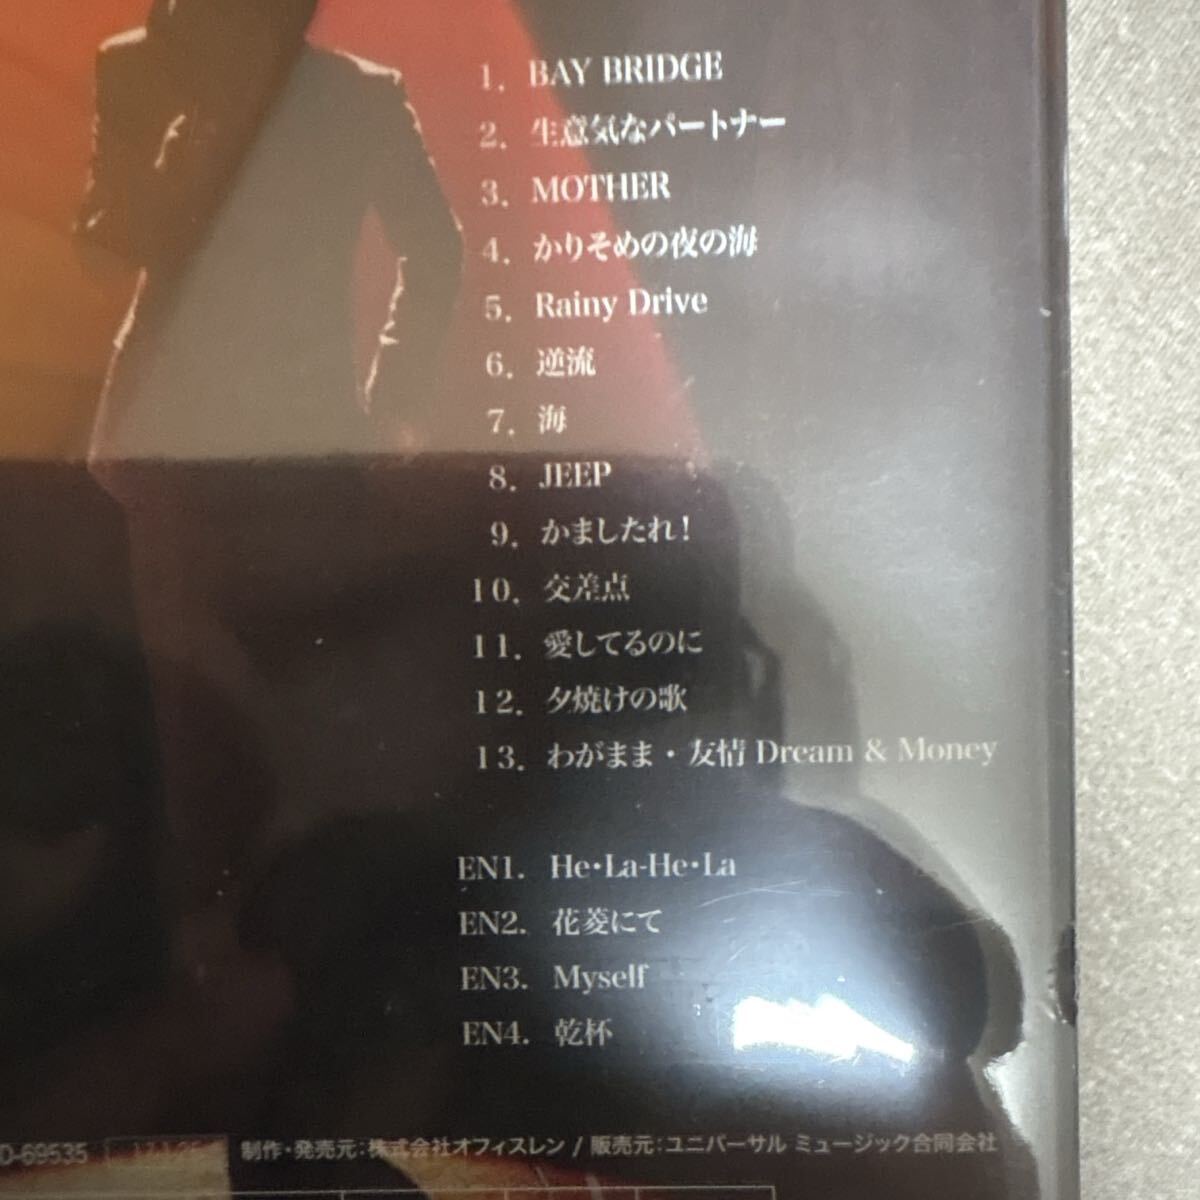 1. BAY BRIDGE
2. 生意気なパートナー
3. MOTHER
4. かりそめの夜の海
5. Rainy Drive
6. 逆流
7. 海
8. JEEP
9. かましたれ!
10. 交差点
11. 愛してるのに
12. 夕焼けの歌
13. わがまま・友情 Dream & Money
EN1. He・La-He・La
EN2. 花菱にて
EN3. Myself
EN4. 乾杯
D-69535 制作・発売元:株式会社オフィスレン / 販売元:ユニバーサル ミュージック合同会社